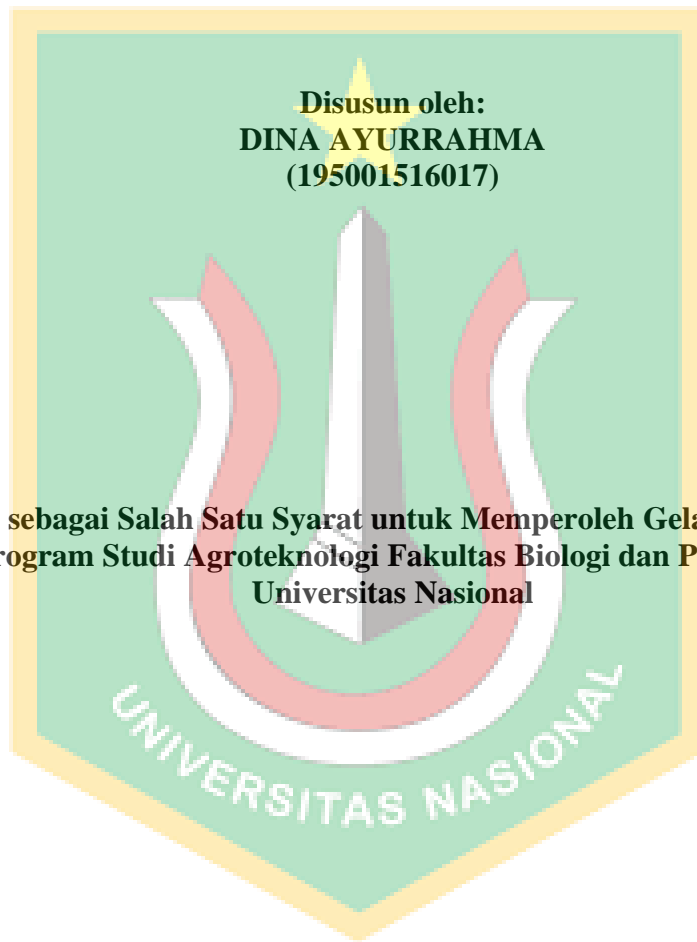 Disusun oleh:
DINA AYURRAHMA
(195001516017)
sebagai Salah Satu Syarat untuk Memperoleh
Studi Agroteknologi Fakultas Biologi dan
Universitas Nasional
UNIVERSITAS NASIONAL